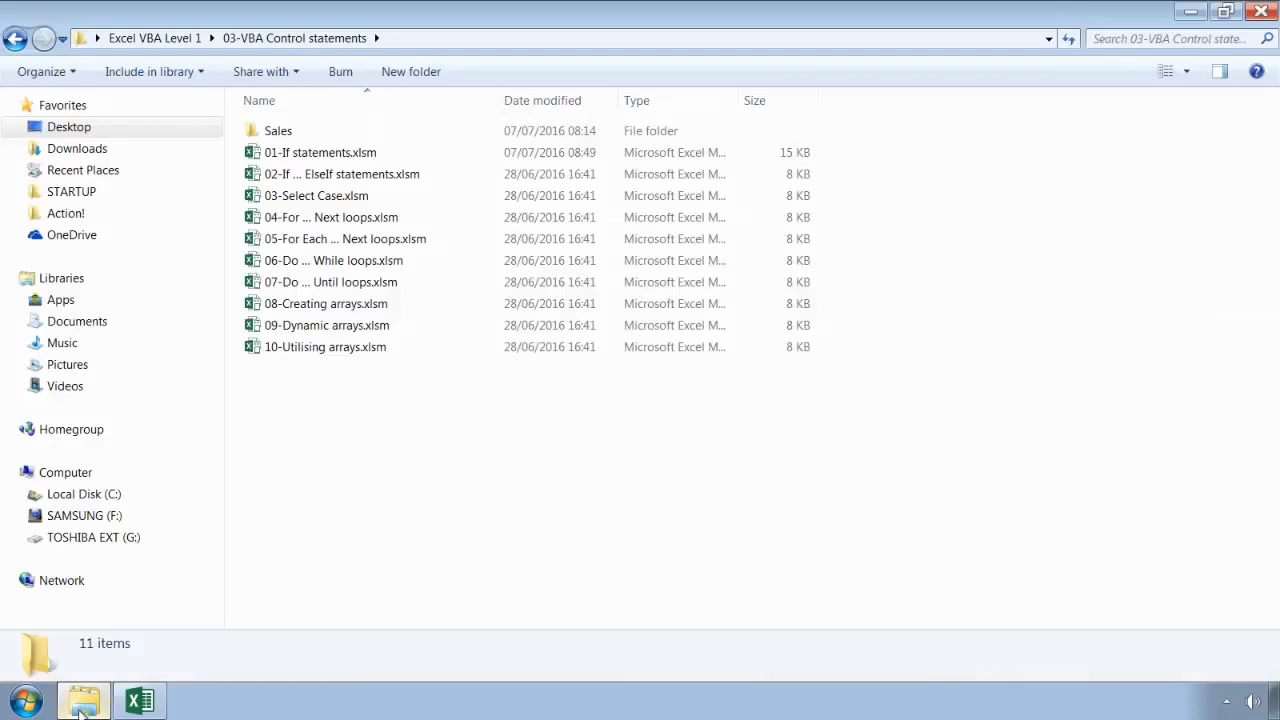 Excel VBA Level 1 03-VBA Control statements Search 03-VBA Control state...
Organize Include in library Share with Burn New folder
Name Date modified Type Size
Favorites
Desktop
Downloads
Recent Places
STARTUP
Action!
OneDrive
Libraries
Apps
Documents
Music
Pictures
Videos
Homegroup
Computer
Local Disk (C:)
SAMSUNG (F:)
TOSHIBA EXT (G:)
Network
Sales 07/07/2016 08:14 File folder
01-If statements.xlsm 07/07/2016 08:49 Microsoft Excel M... 15 KB
02-If ... ElseIf statements.xlsm 28/06/2016 16:41 Microsoft Excel M... 8 KB
03-Select Case.xlsm 28/06/2016 16:41 Microsoft Excel M... 8 KB
04-For ... Next loops.xlsm 28/06/2016 16:41 Microsoft Excel M... 8 KB
05-For Each ... Next loops.xlsm 28/06/2016 16:41 Microsoft Excel M... 8 KB
06-Do ... While loops.xlsm 28/06/2016 16:41 Microsoft Excel M... 8 KB
07-Do ... Until loops.xlsm 28/06/2016 16:41 Microsoft Excel M... 8 KB
08-Creating arrays.xlsm 28/06/2016 16:41 Microsoft Excel M... 8 KB
09-Dynamic arrays.xlsm 28/06/2016 16:41 Microsoft Excel M... 8 KB
10-Utilising arrays.xlsm 28/06/2016 16:41 Microsoft Excel M... 8 KB
11 items